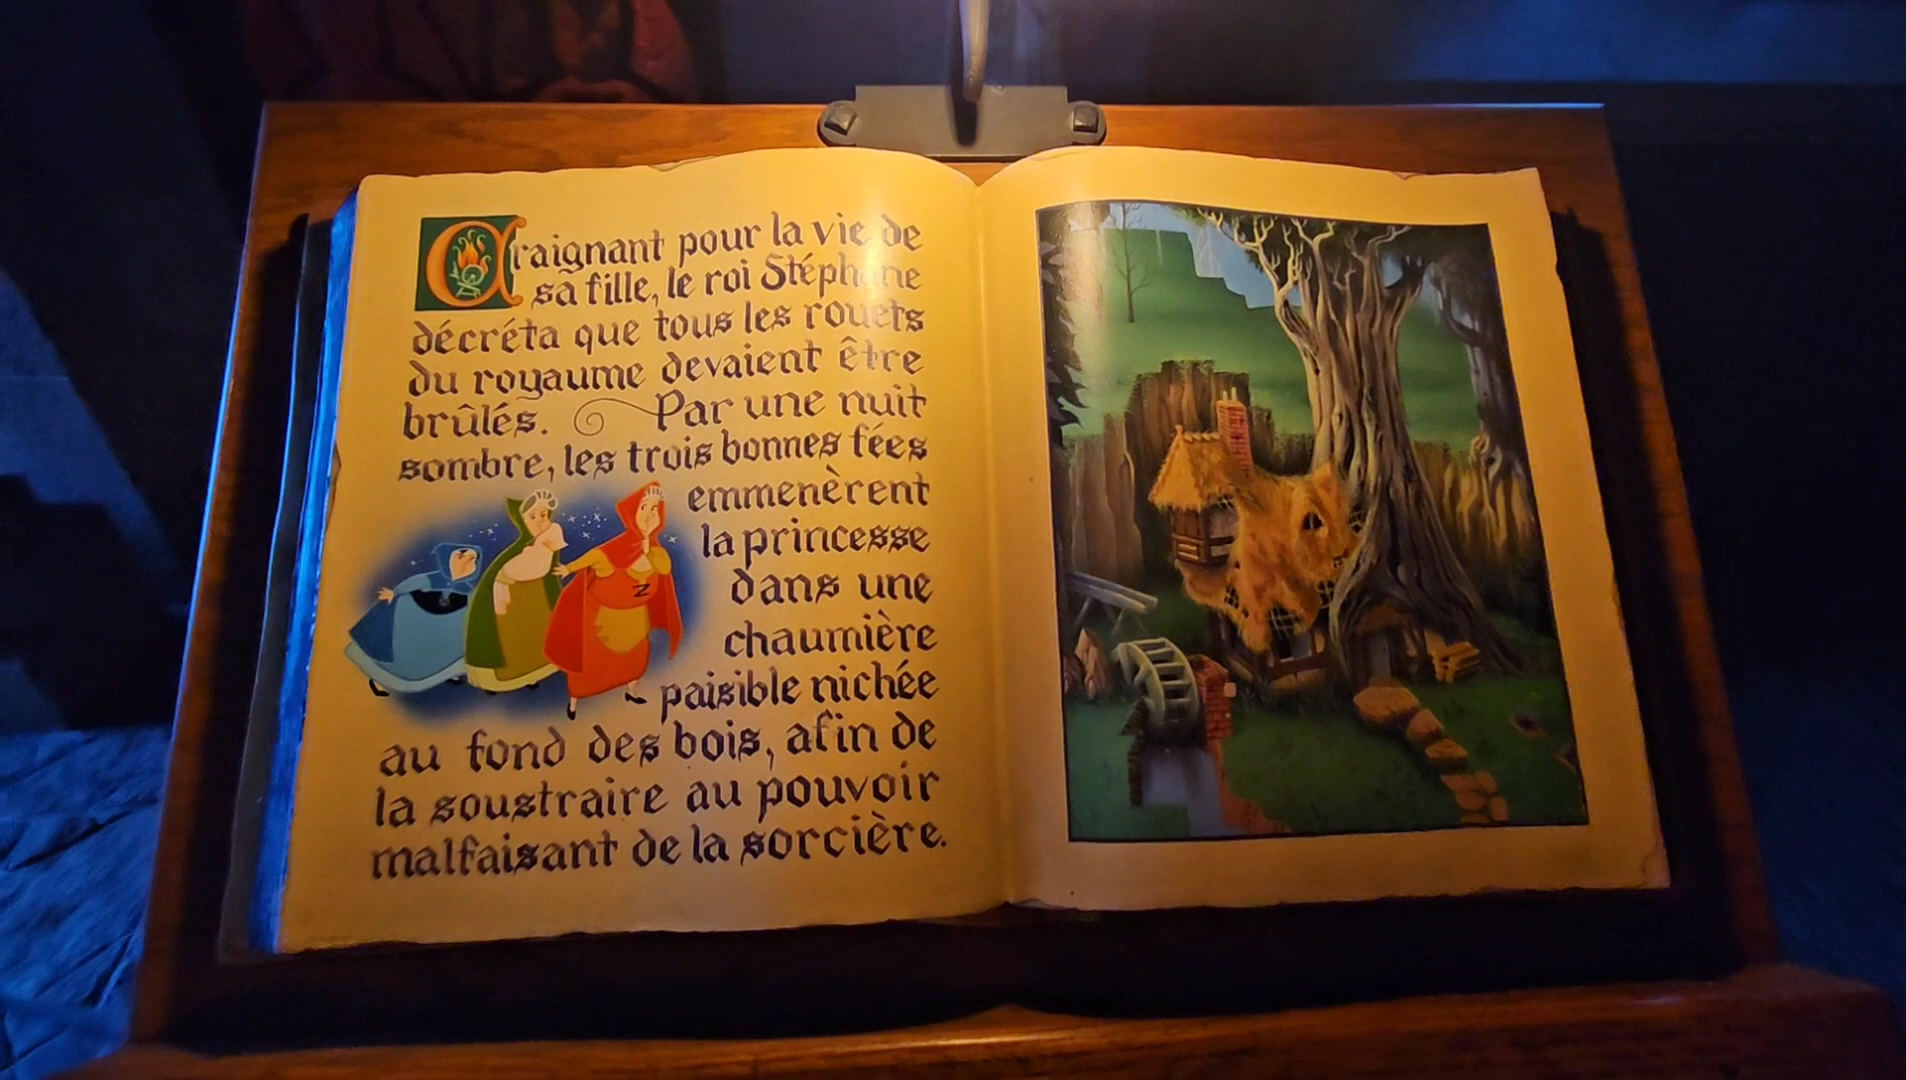 Craignant pour la vie de
sa fille, le roi Stéphane
décréta que tous les rouets
du royaume devaient être
brûlés. Par une nuit
sombre, les trois bonnes fées
emmenèrent
la princesse
dans une
chaumière
paisible nichée
au fond des bois, afin de
la soustraire au pouvoir
malfaisant de la sorcière.